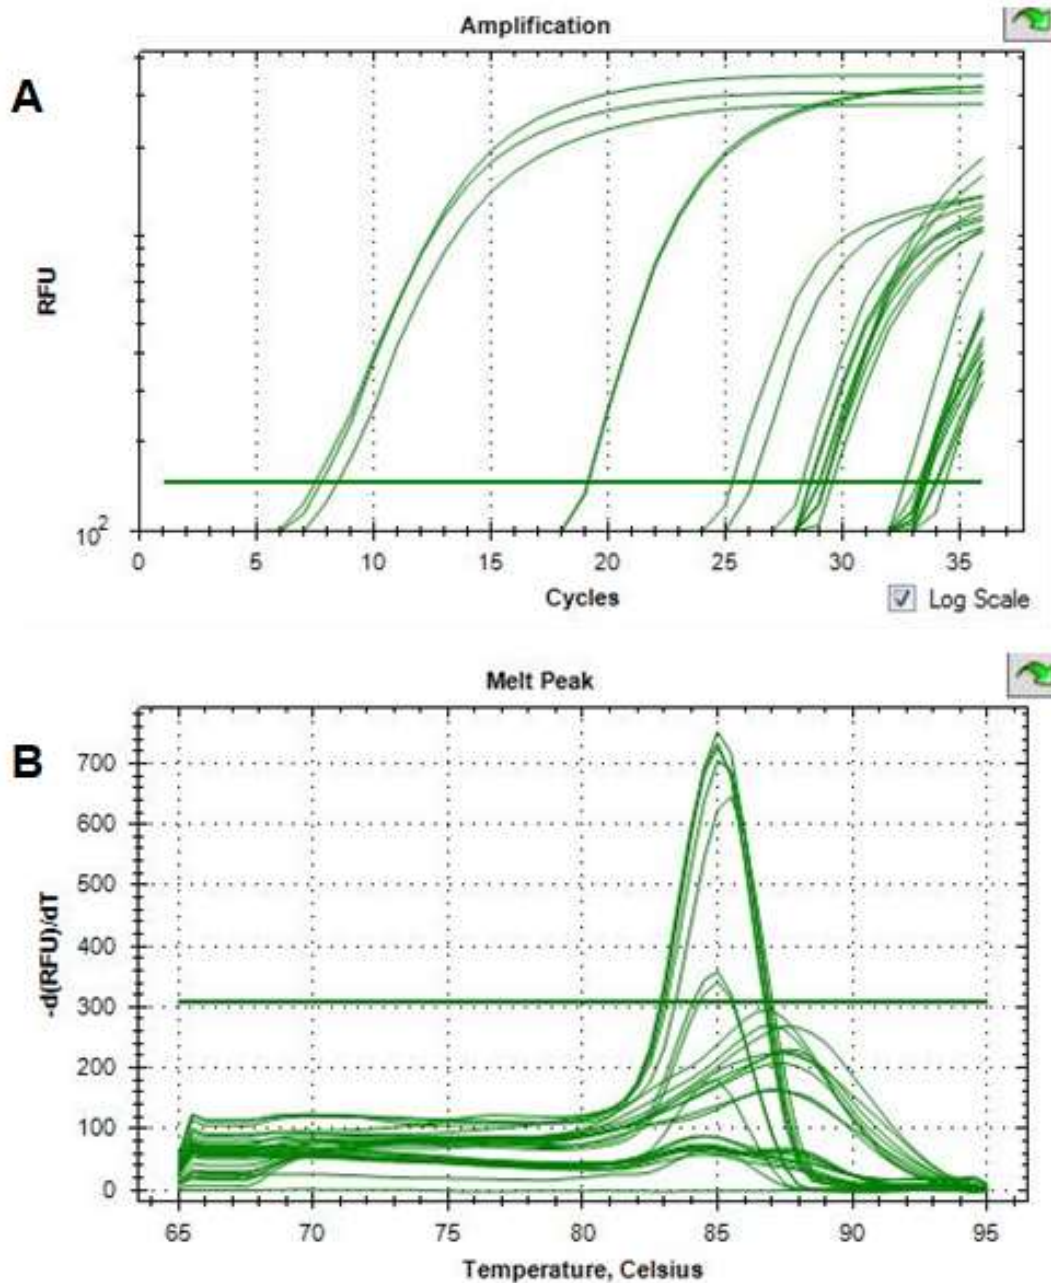 Amplification
A
RFU
10²
0 5 10 15 20 25 30 35
Cycles
Log Scale
Melt Peak
B
-d(RFU)/dT
700
600
500
400
300
200
100
0
65 70 75 80 85 90 95
Temperature, Celsius